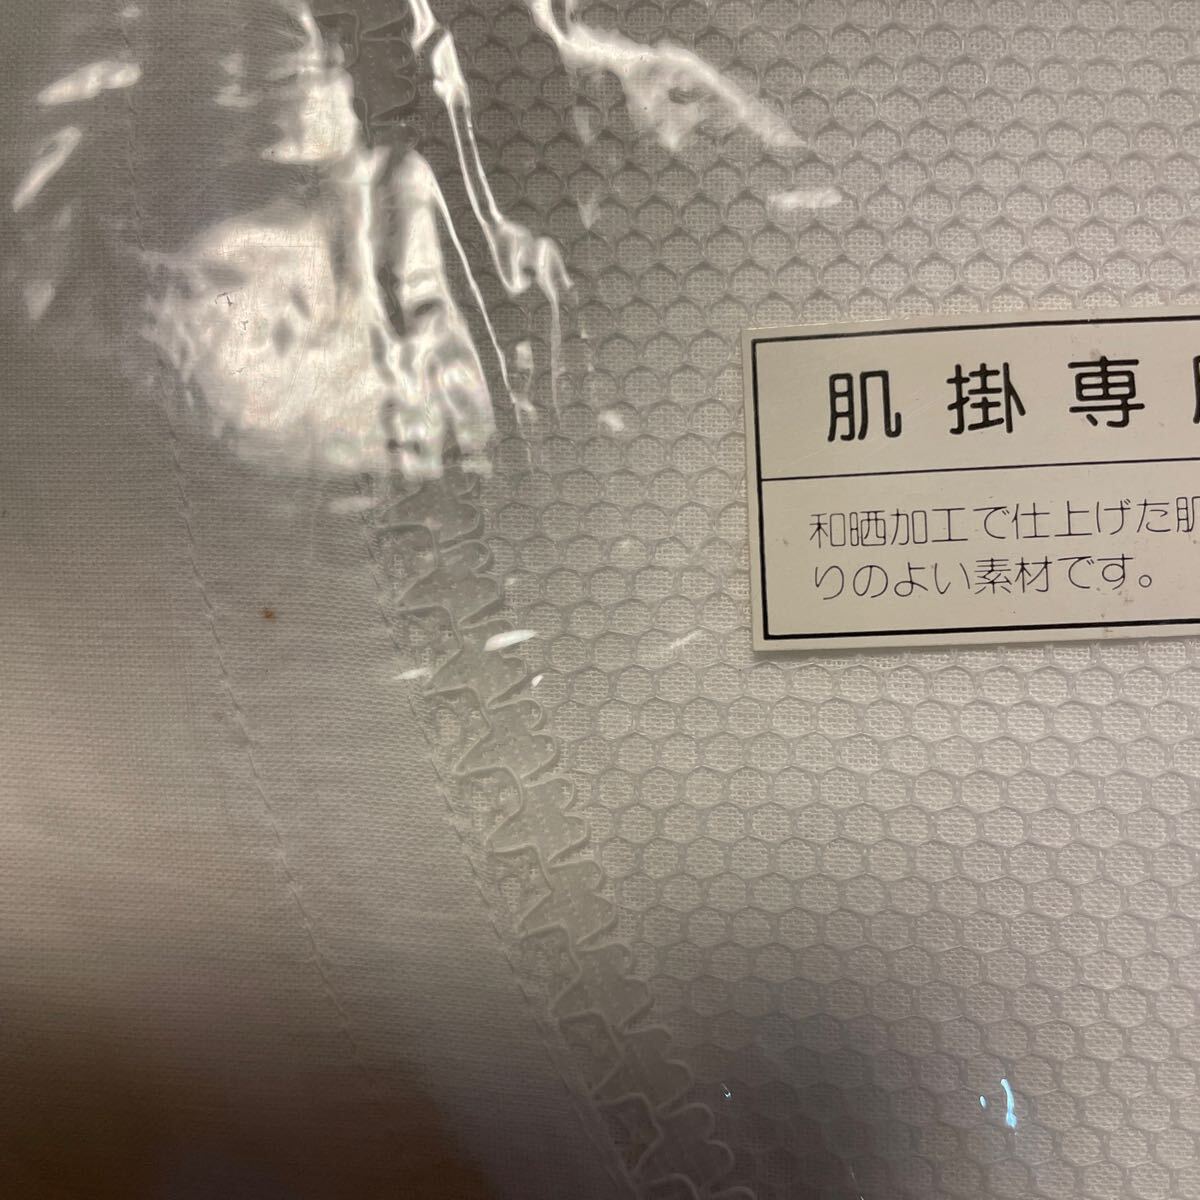 肌掛専
和晒加工で仕上げた肌
りのよい素材です。